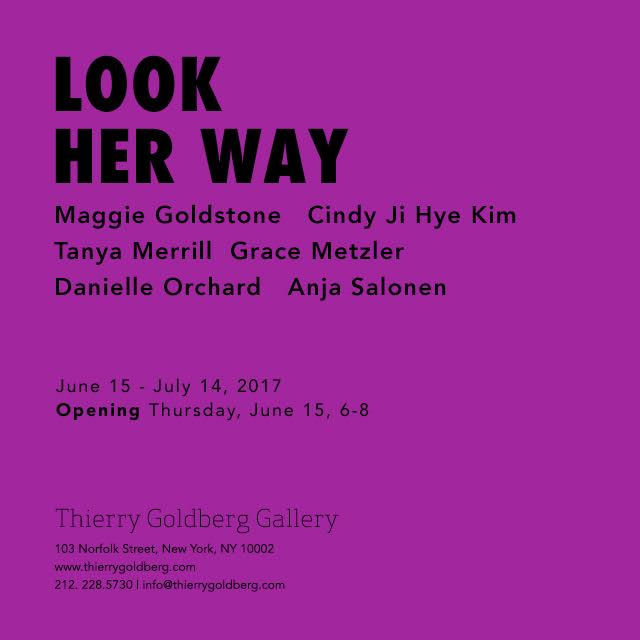 LOOK
HER WAY
Maggie Goldstone Cindy Ji Hye Kim
Tanya Merrill Grace Metzler
Danielle Orchard Anja Salonen
June 15 - July 14, 2017
Opening Thursday, June 15, 6-8
Thierry Goldberg Gallery
103 Norfolk Street, New York, NY 10002
www.thierrygoldberg.com
212. 228.5730 | info@thierrygoldberg.com